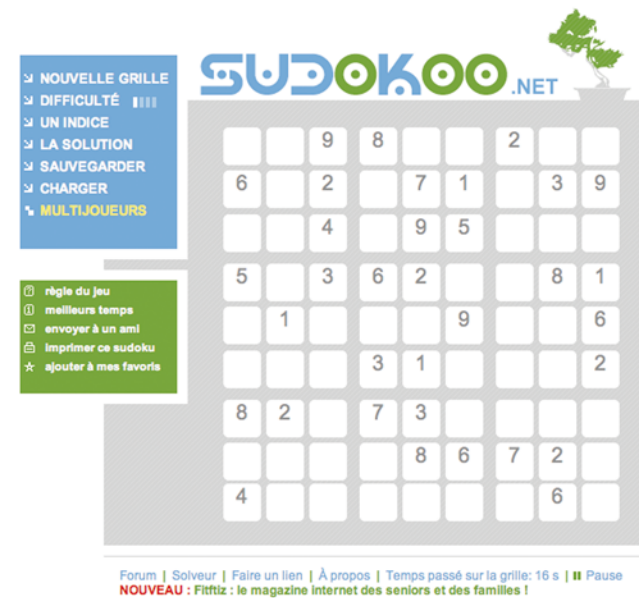 SUDOKOO.NET
NOUVELLE GRILLE
DIFFICULTÉ
UN INDICE
LA SOLUTION
SAUVEGARDER
CHARGER
MULTIJOUEURS
règle du jeu
meilleurs temps
envoyer à un ami
imprimer ce sudoku
ajouter à mes favoris
9 8 2
6 2 7 1 3 9
4 9 5
5 3 6 2 8 1
1 9 6
3 1 2
8 2 7 3
8 6 7 2
4 6
Forum | Solveur | Faire un lien | À propos | Temps passé sur la grille: 16 s | Pause
NOUVEAU : Fitftiz : le magazine internet des seniors et des familles !